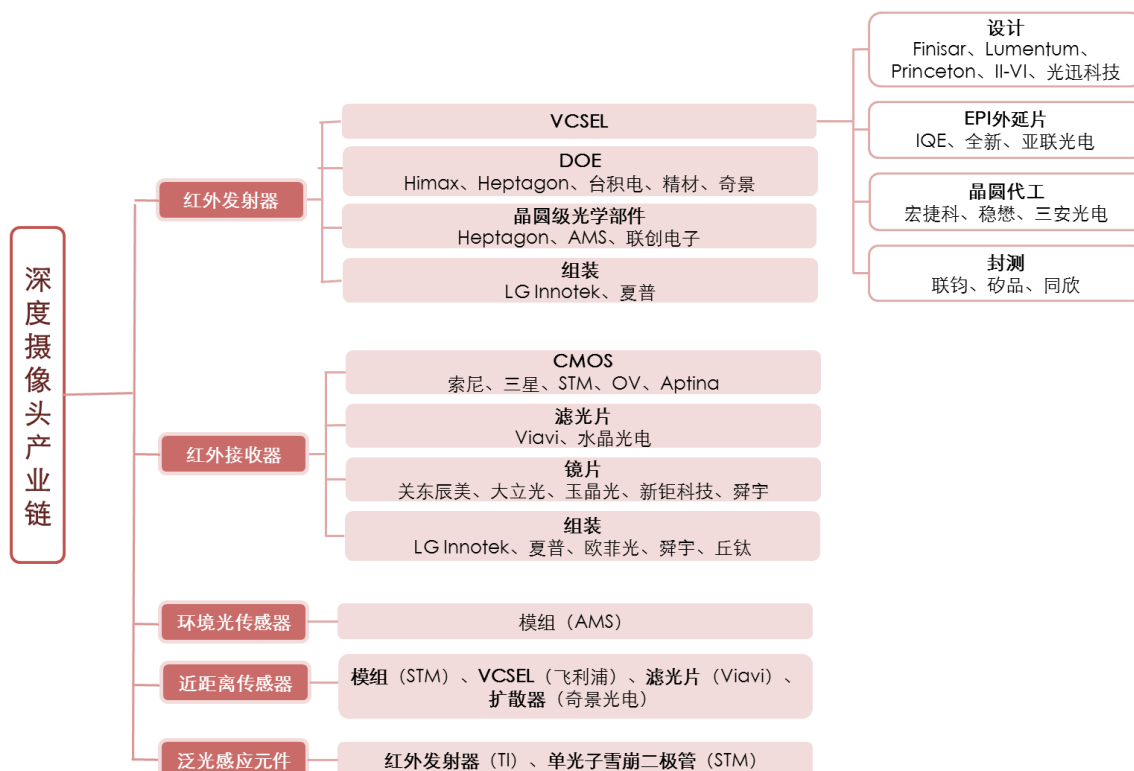 深度摄像头产业链
红外发射器
VCSEL
设计
Finisar、Lumentum、
Princeton、II-VI、光迅科技
EPI外延片
IQE、全新、亚联光电
晶圆代工
宏捷科、稳懋、三安光电
封测
联钧、矽品、同欣
DOE
Himax、Heptagon、台积电、精材、奇景
晶圆级光学部件
Heptagon、AMS、联创电子
组装
LG Innotek、夏普
红外接收器
CMOS
索尼、三星、STM、OV、Aptina
滤光片
Viavi、水晶光电
镜片
关东辰美、大立光、玉晶光、新钜科技、舜宇
组装
LG Innotek、夏普、欧菲光、舜宇、丘钛
环境光传感器
模组（AMS）
近距离传感器
模组（STM）、VCSEL（飞利浦）、滤光片（Viavi）、
扩散器（奇景光电）
泛光感应元件
红外发射器（TI）、单光子雪崩二极管（STM）